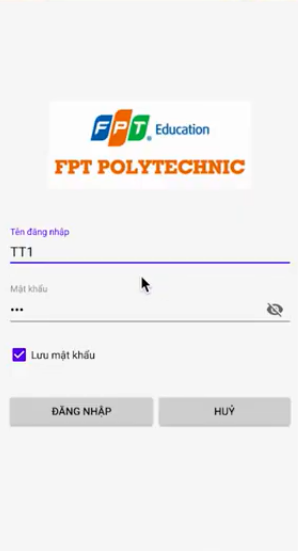 FPT Education
FPT POLYTECHNIC
Tên đăng nhập
TT1
Mật khẩu
•••
Lưu mật khẩu
ĐĂNG NHẬP HUỶ